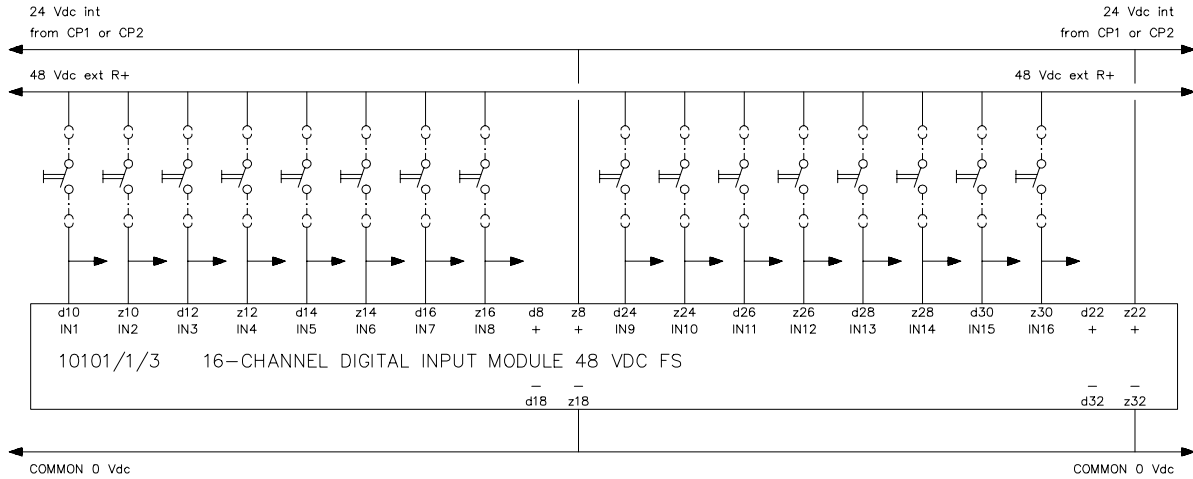 24 Vdc int 24 Vdc int
from CP1 or CP2 from CP1 or CP2
48 Vdc ext R+ 48 Vdc ext R+
d10 z10 d12 z12 d14 z14 d16 z16 d8 z8 d24 z24 d26 z26 d28 z28 d30 z30 d22 z22
IN1 IN2 IN3 IN4 IN5 IN6 IN7 IN8 + + IN9 IN10 IN11 IN12 IN13 IN14 IN15 IN16 + +
10101/1/3 16-CHANNEL DIGITAL INPUT MODULE 48 VDC FS
− − − −
d18 z18 d32 z32
COMMON 0 Vdc COMMON 0 Vdc